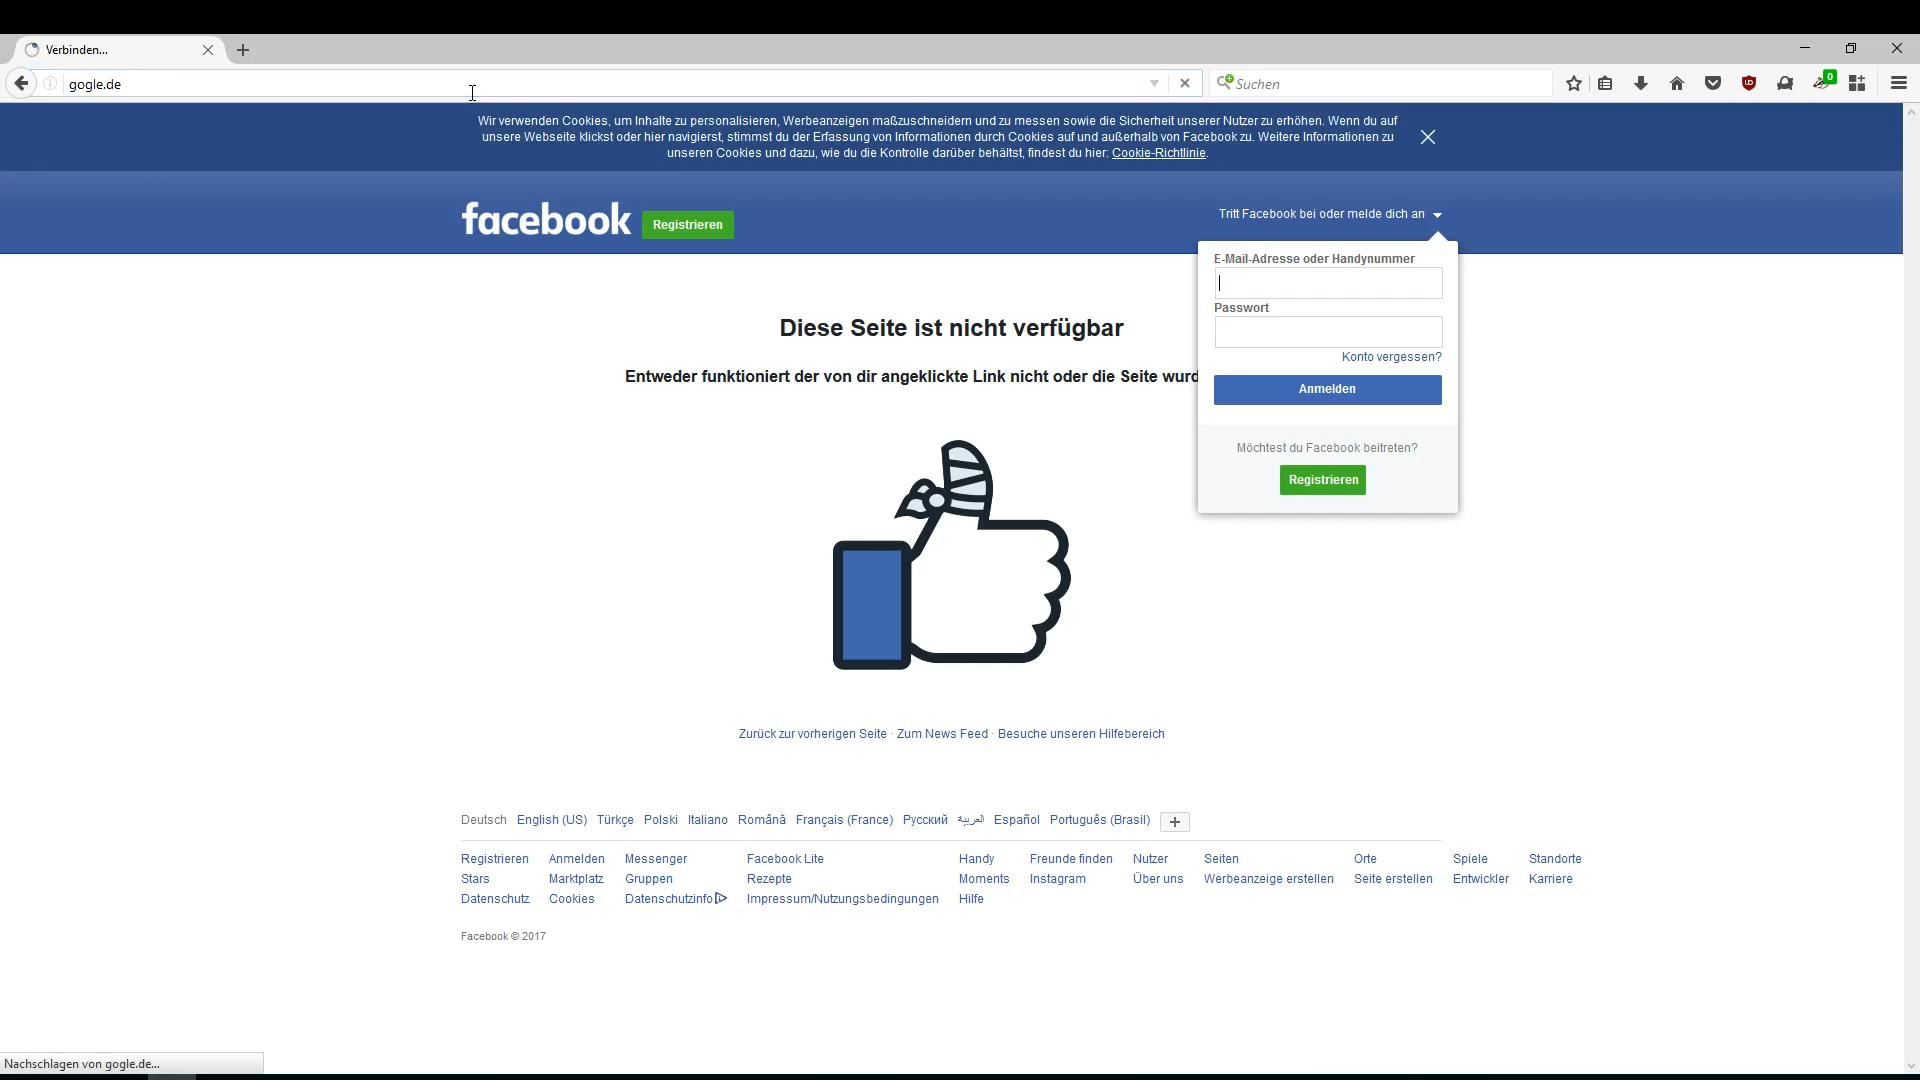 Verbinden...
gogle.de
Suchen
0
Wir verwenden Cookies, um Inhalte zu personalisieren, Werbeanzeigen maßzuschneidern und zu messen sowie die Sicherheit unserer Nutzer zu erhöhen. Wenn du auf
unsere Webseite klickst oder hier navigierst, stimmst du der Erfassung von Informationen durch Cookies auf und außerhalb von Facebook zu. Weitere Informationen zu
unseren Cookies und dazu, wie du die Kontrolle darüber behältst, findest du hier: Cookie-Richtlinie.
facebook
Registrieren
Tritt Facebook bei oder melde dich an
E-Mail-Adresse oder Handynummer
Passwort
Konto vergessen?
Anmelden
Möchtest du Facebook beitreten?
Registrieren
Diese Seite ist nicht verfügbar
Entweder funktioniert der von dir angeklickte Link nicht oder die Seite wurd
Zurück zur vorherigen Seite · Zum News Feed · Besuche unseren Hilfebereich
Deutsch English (US) Türkçe Polski Italiano Română Français (France) Русский العربية Español Português (Brasil) +
Registrieren Anmelden Messenger Facebook Lite Handy Freunde finden Nutzer Seiten Orte Spiele Standorte
Stars Marktplatz Gruppen Rezepte Moments Instagram Über uns Werbeanzeige erstellen Seite erstellen Entwickler Karriere
Datenschutz Cookies Datenschutzinfo Impressum/Nutzungsbedingungen Hilfe
Facebook © 2017
Nachschlagen von gogle.de...